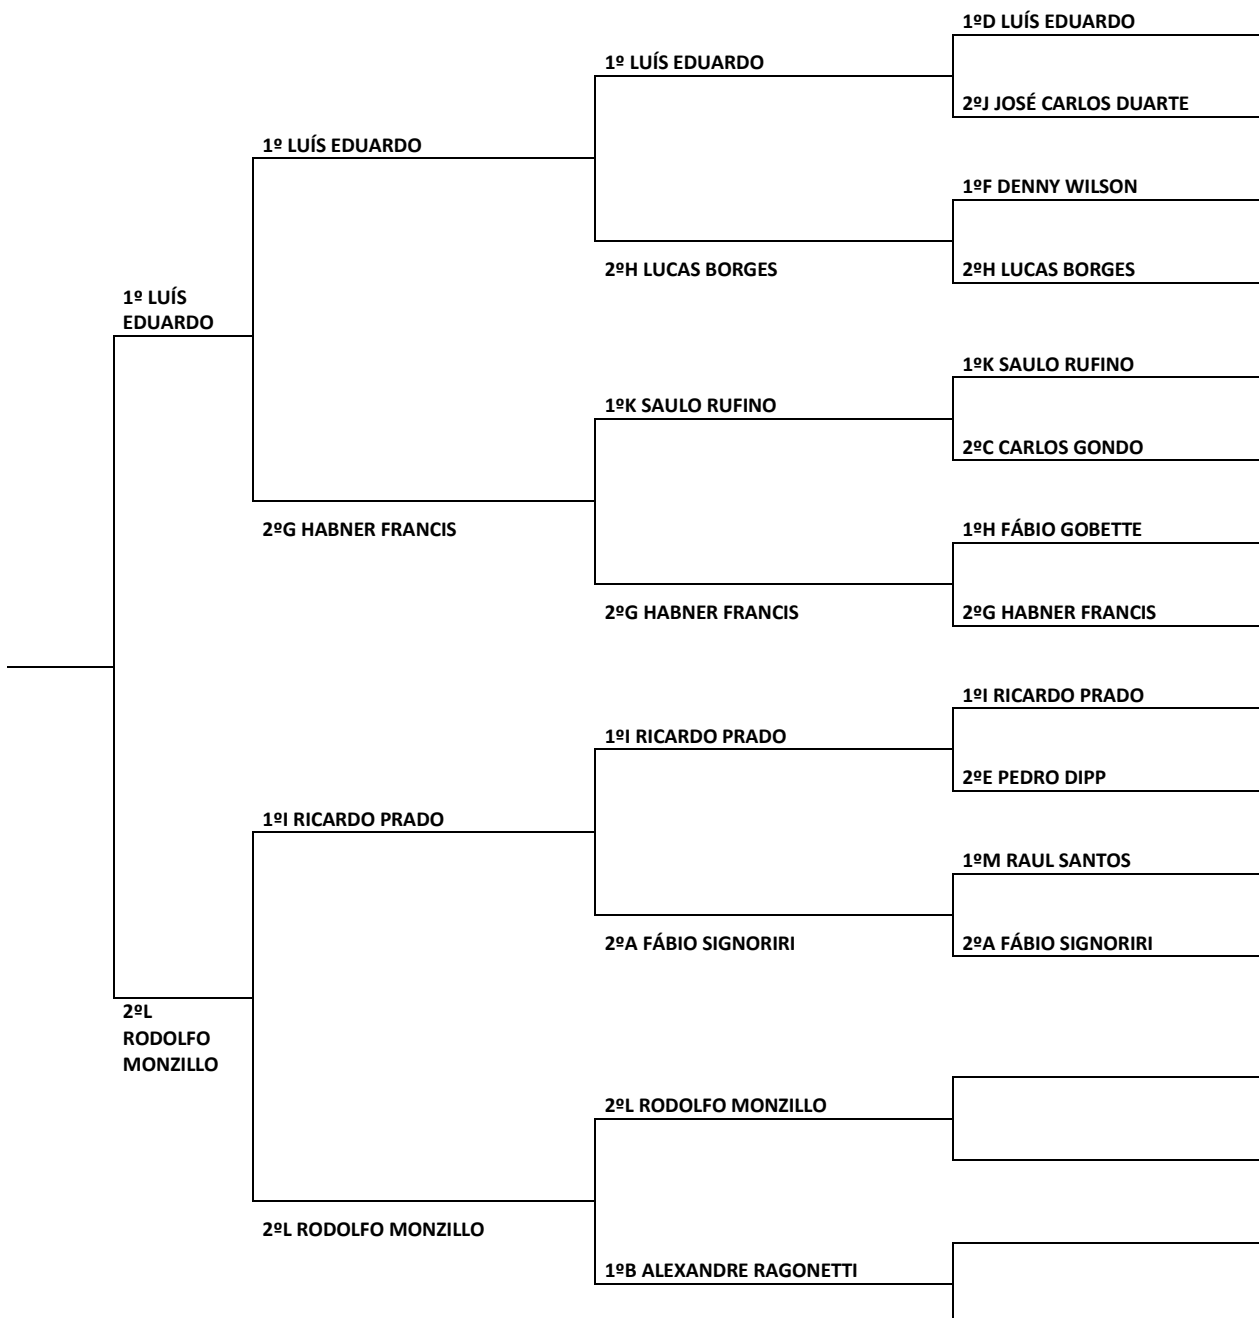 1ºD LUÍS EDUARDO
1º LUÍS EDUARDO
2ºJ JOSÉ CARLOS DUARTE
1º LUÍS EDUARDO
1ºF DENNY WILSON
2ºH LUCAS BORGES
2ºH LUCAS BORGES
1º LUÍS
EDUARDO
1ºK SAULO RUFINO
1ºK SAULO RUFINO
2ºC CARLOS GONDO
2ºG HABNER FRANCIS
1ºH FÁBIO GOBETTE
2ºG HABNER FRANCIS
2ºG HABNER FRANCIS
1ºI RICARDO PRADO
1ºI RICARDO PRADO
2ºE PEDRO DIPP
1ºI RICARDO PRADO
1ºM RAUL SANTOS
2ºA FÁBIO SIGNORIRI
2ºA FÁBIO SIGNORIRI
2ºL
RODOLFO
MONZILLO
2ºL RODOLFO MONZILLO
2ºL RODOLFO MONZILLO
1ºB ALEXANDRE RAGONETTI